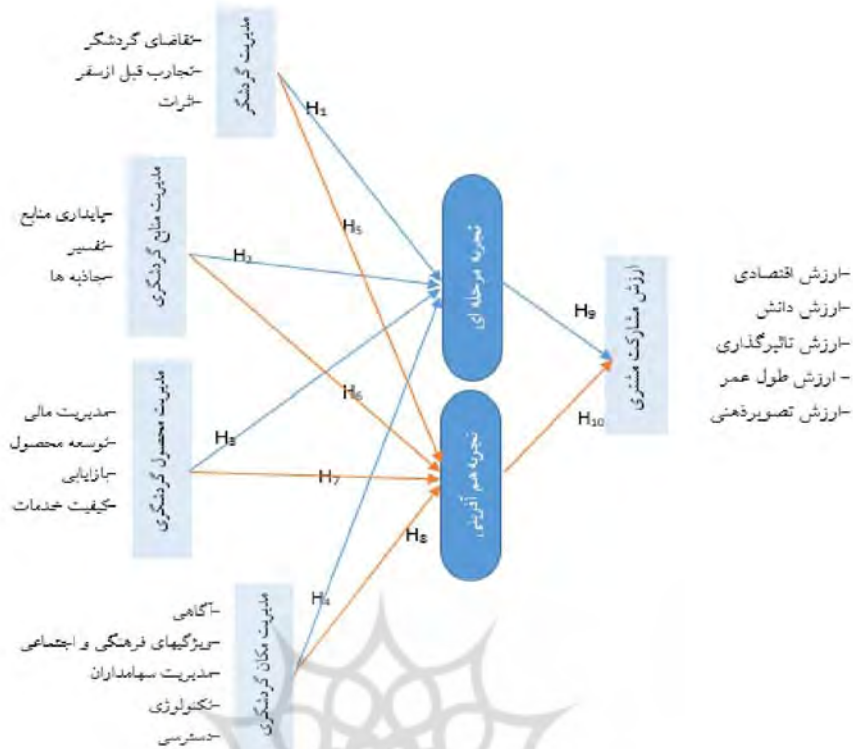 -تقاضای گردشگر
-تجارب قبل ازسفر
-اثرات
مدیریت گردشگر
H1
H5
-پایداری منابع
-تفسیر
-جاذبه ها
مدیریت منابع گردشگری
H2
H6
تجربه مرحله ای
-مدیریت مالی
-توسعه محصول
-بازایابی
-کیفیت خدمات
مدیریت محصول گردشگری
H3
H7
تجربه هم آفرینی
-آگاهی
-ویژگیهای فرهنگی و اجتماعی
-مدیریت سهامداران
-تکنولوژی
-دسترسی
مدیریت مکان گردشگری
H4
H8
H9
H10
ارزش مشارکت مشتری
-ارزش اقتصادی
-ارزش دانش
-ارزش تاثیرگذاری
- ارزش طول عمر
-ارزش تصویرذهنی